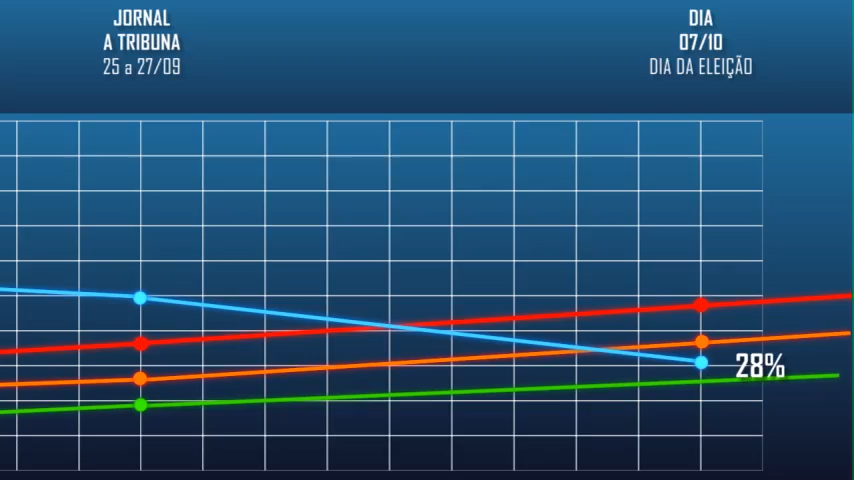 JORNAL
A TRIBUNA
25 a 27/09
DIA
07/10
DIA DA ELEIÇÃO
28%